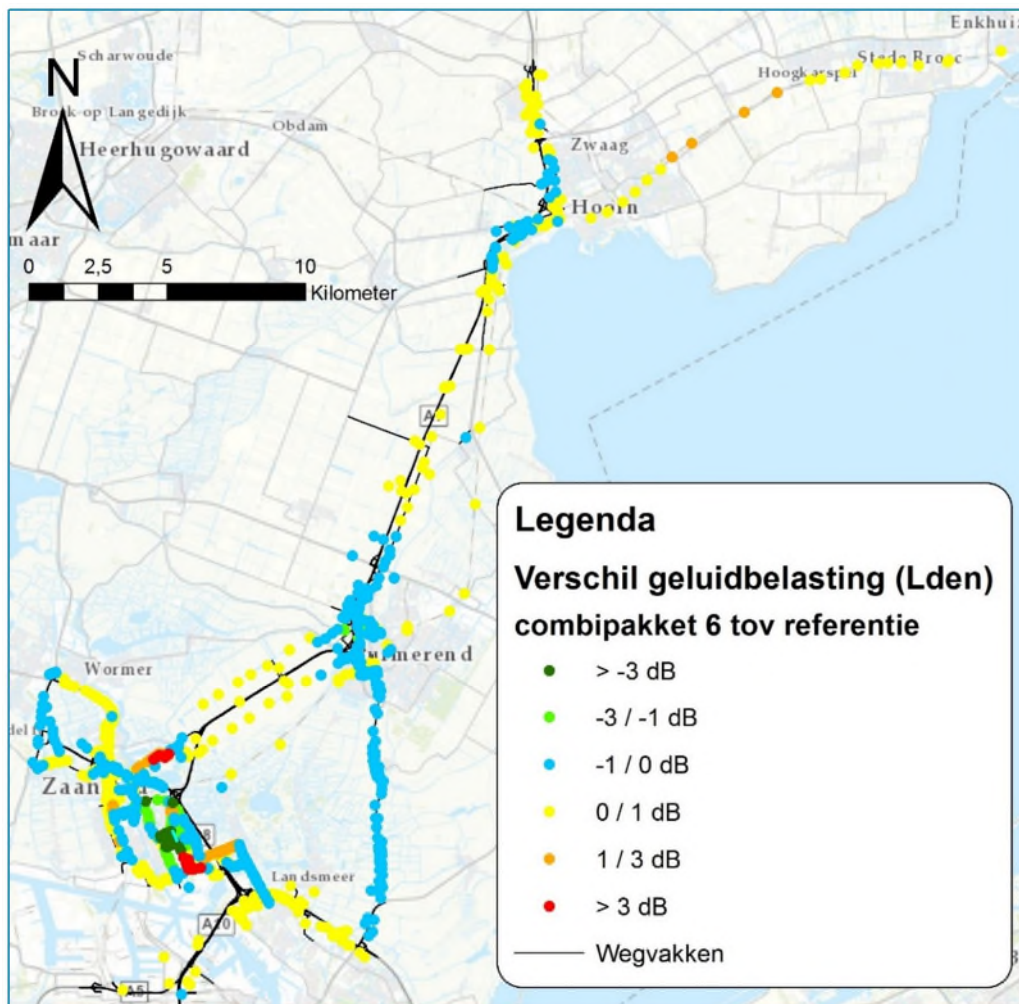 Enkhuiz
Scharwoude
Stede Broec
Hoogkarspel
N
Broek op Langedijk
Obdam
Zwaag
Heerhugowaard
Hoorn
maar
0 2,5 5 10
Kilometer
Legenda
Verschil geluidbelasting (Lden)
combipakket 6 tov referentie
> -3 dB
-3 / -1 dB
-1 / 0 dB
0 / 1 dB
1 / 3 dB
> 3 dB
Wegvakken
Wormer
Landsmeer
A10
A5